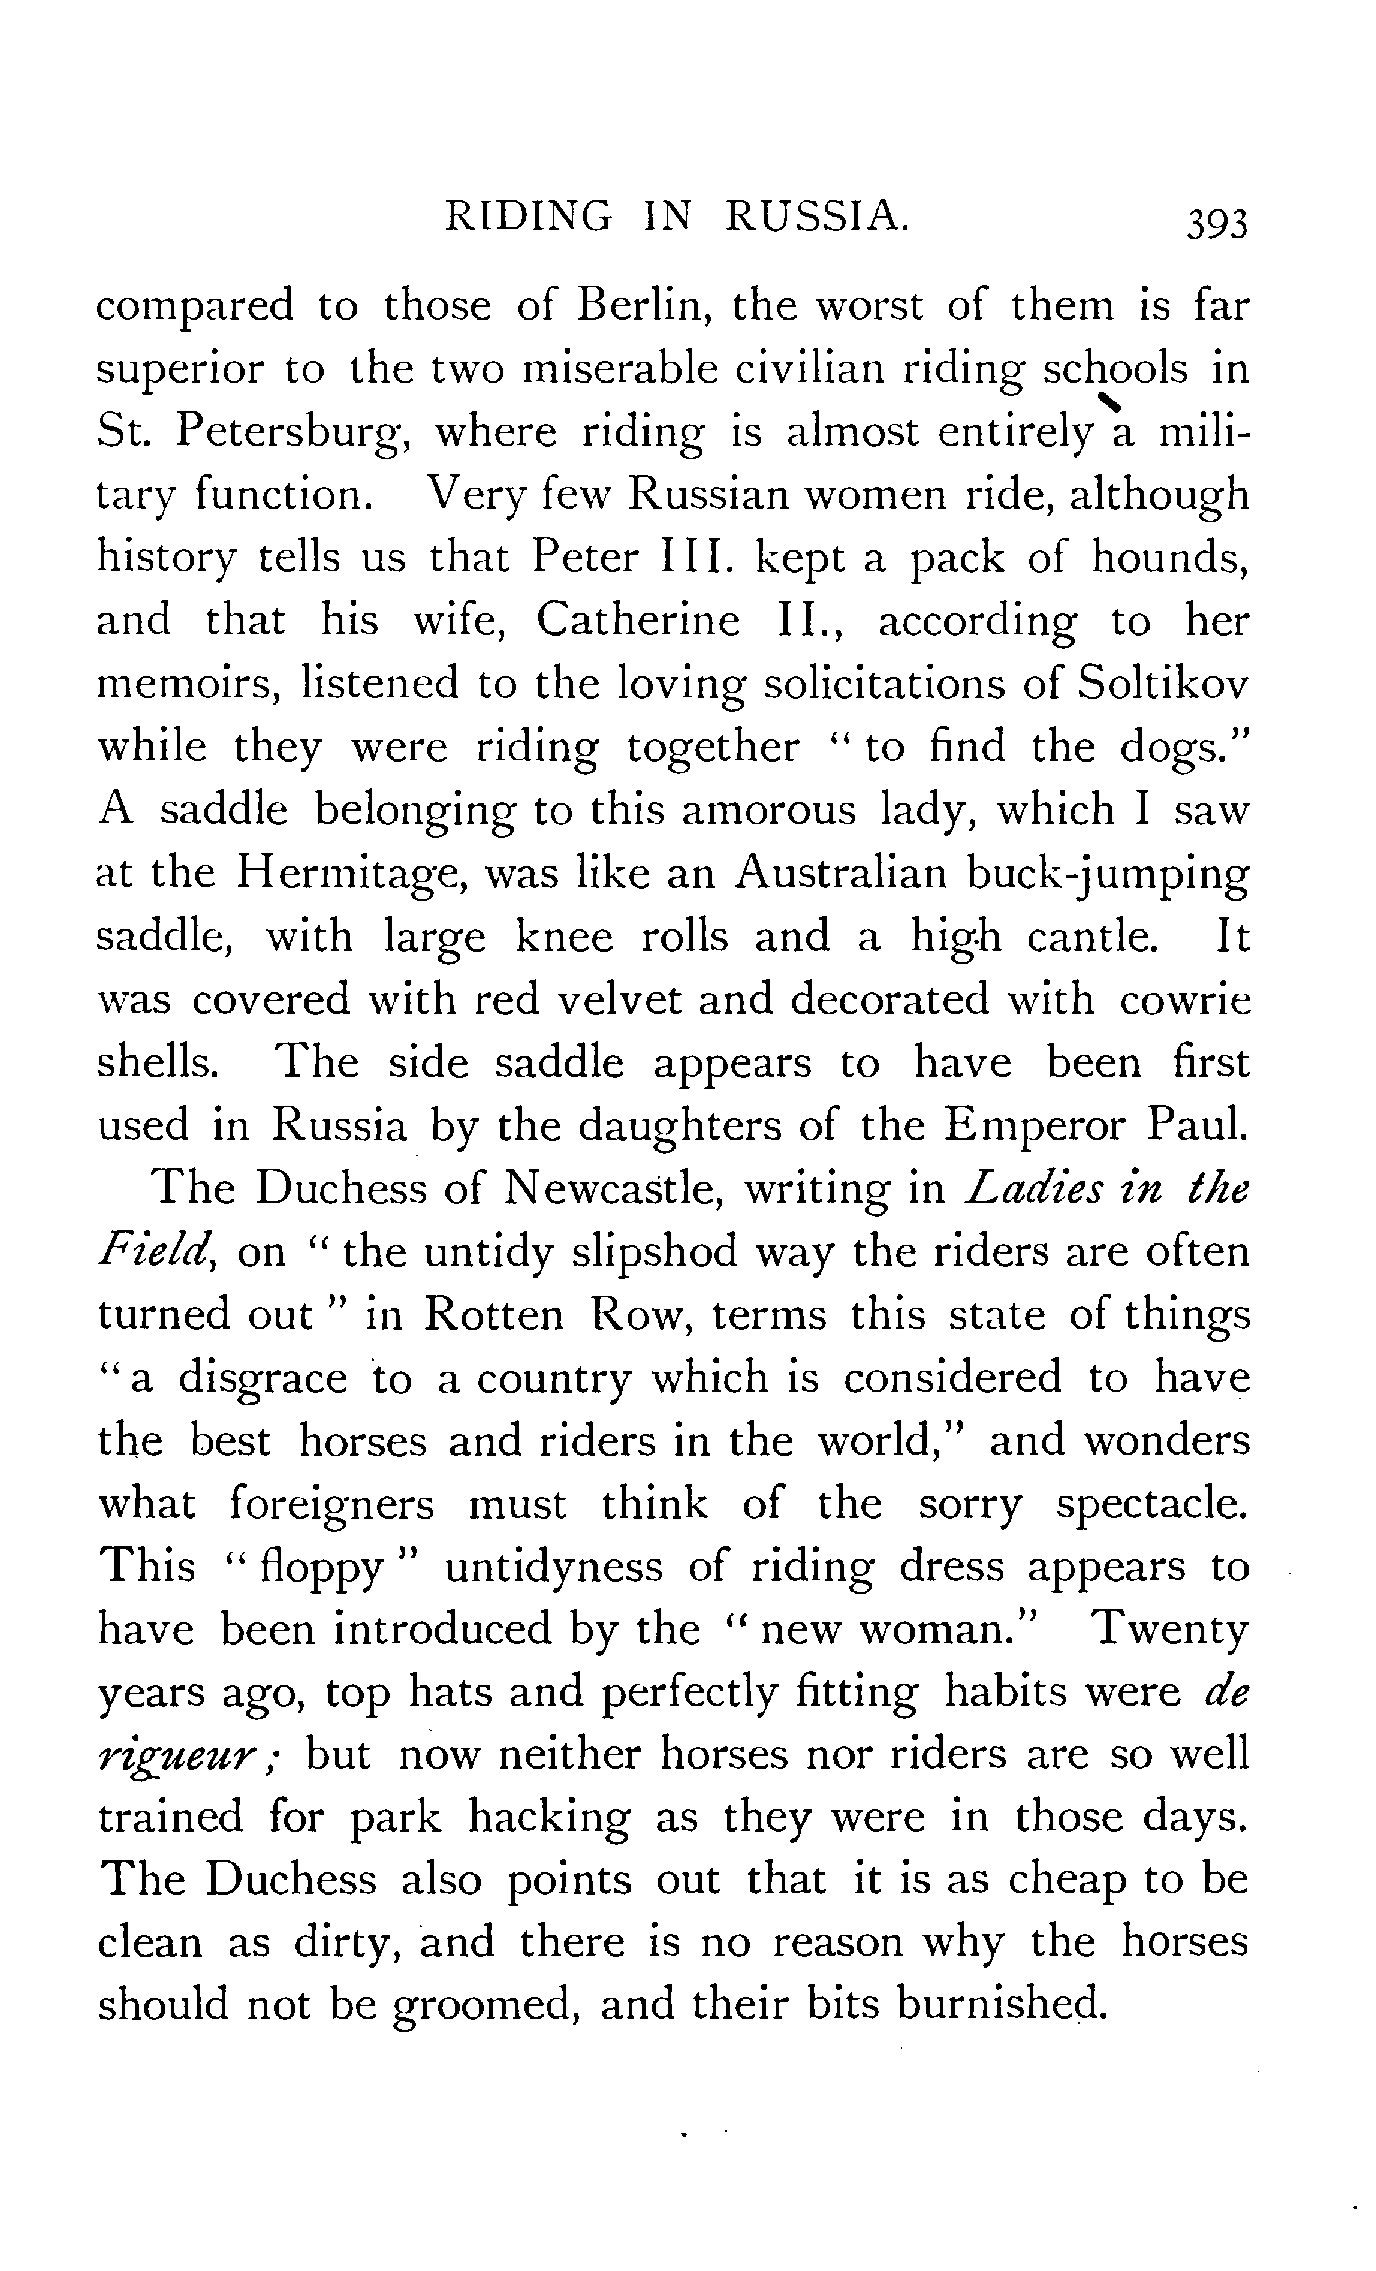 RIDING IN RUSSIA. 393
compared to those of Berlin, the worst of them is far
superior to the two miserable civilian riding schools in
St. Petersburg, where riding is almost entirely a mili-
tary function. Very few Russian women ride, although
history tells us that Peter III. kept a pack of hounds,
and that his wife, Catherine II., according to her
memoirs, listened to the loving solicitations of Soltikov
while they were riding together " to find the dogs."
A saddle belonging to this amorous lady, which I saw
at the Hermitage, was like an Australian buck-jumping
saddle, with large knee rolls and a high cantle. It
was covered with red velvet and decorated with cowrie
shells. The side saddle appears to have been first
used in Russia by the daughters of the Emperor Paul.
The Duchess of Newcastle, writing in Ladies in the
Field, on " the untidy slipshod way the riders are often
turned out " in Rotten Row, terms this state of things
" a disgrace to a country which is considered to have
the best horses and riders in the world," and wonders
what foreigners must think of the sorry spectacle.
This " floppy " untidyness of riding dress appears to
have been introduced by the " new woman." Twenty
years ago, top hats and perfectly fitting habits were de
rigueur ; but now neither horses nor riders are so well
trained for park hacking as they were in those days.
The Duchess also points out that it is as cheap to be
clean as dirty, and there is no reason why the horses
should not be groomed, and their bits burnished.